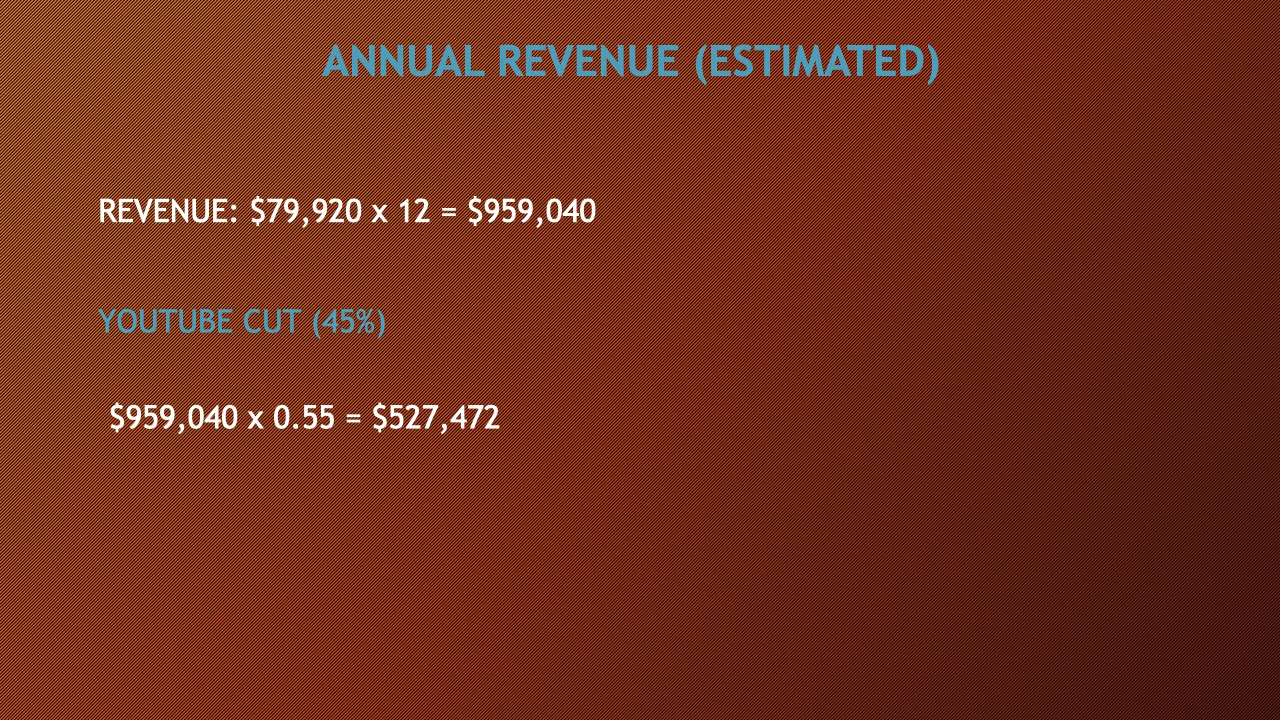 ANNUAL REVENUE (ESTIMATED)
REVENUE: $79,920 x 12 = $959,040
YOUTUBE CUT (45%)
$959,040 x 0.55 = $527,472